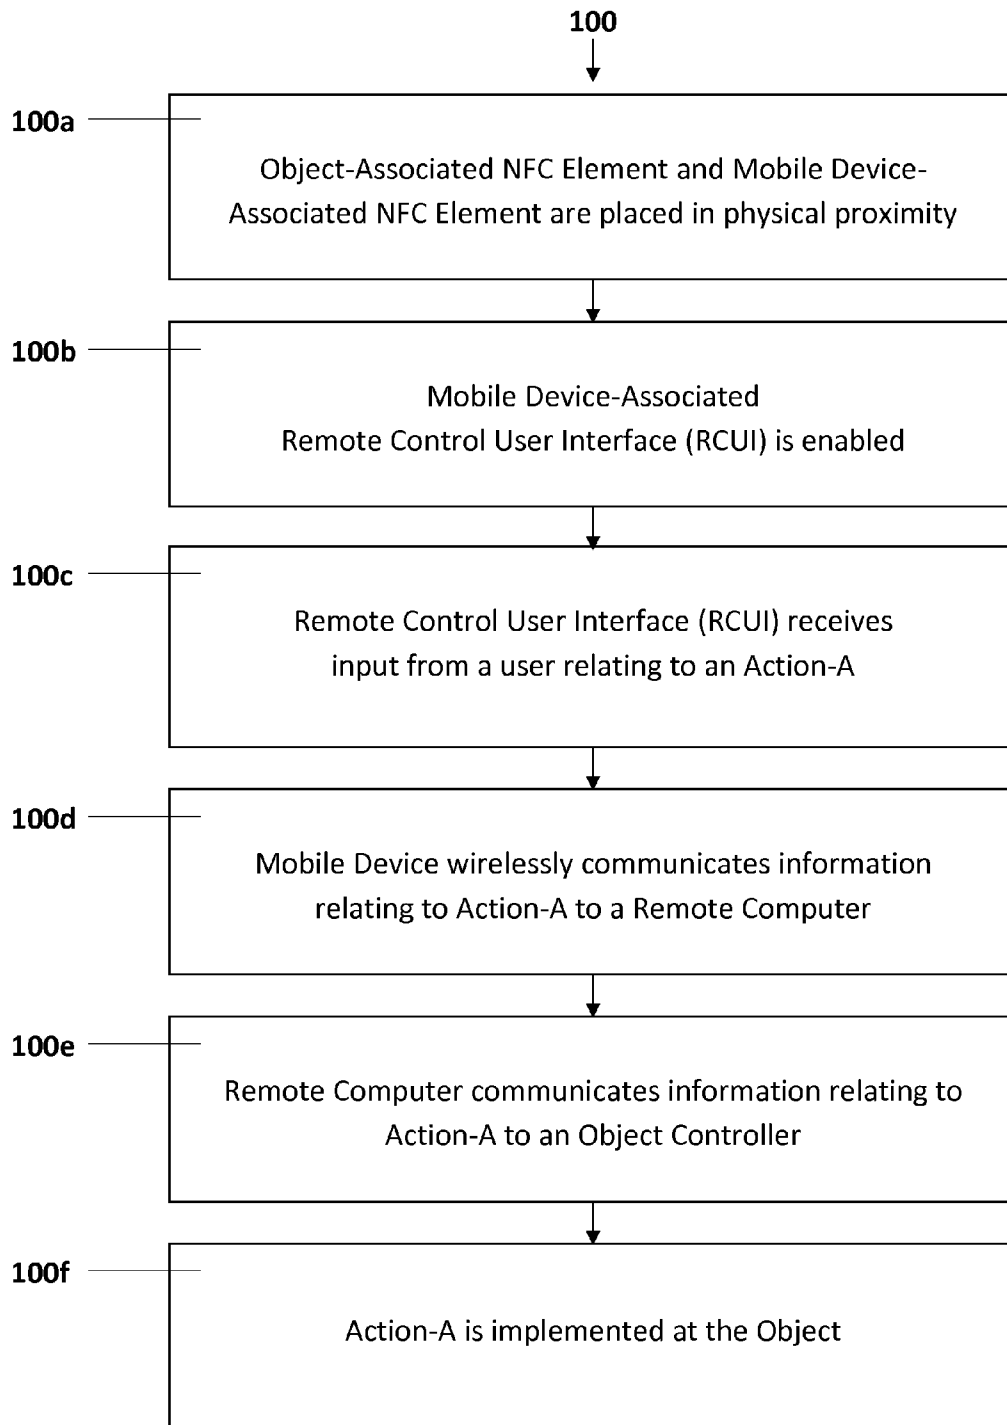 100
100a
Object-Associated NFC Element and Mobile Device-
Associated NFC Element are placed in physical proximity
100b
Mobile Device-Associated
Remote Control User Interface (RCUI) is enabled
100c
Remote Control User Interface (RCUI) receives
input from a user relating to an Action-A
100d
Mobile Device wirelessly communicates information
relating to Action-A to a Remote Computer
100e
Remote Computer communicates information relating to
Action-A to an Object Controller
100f
Action-A is implemented at the Object